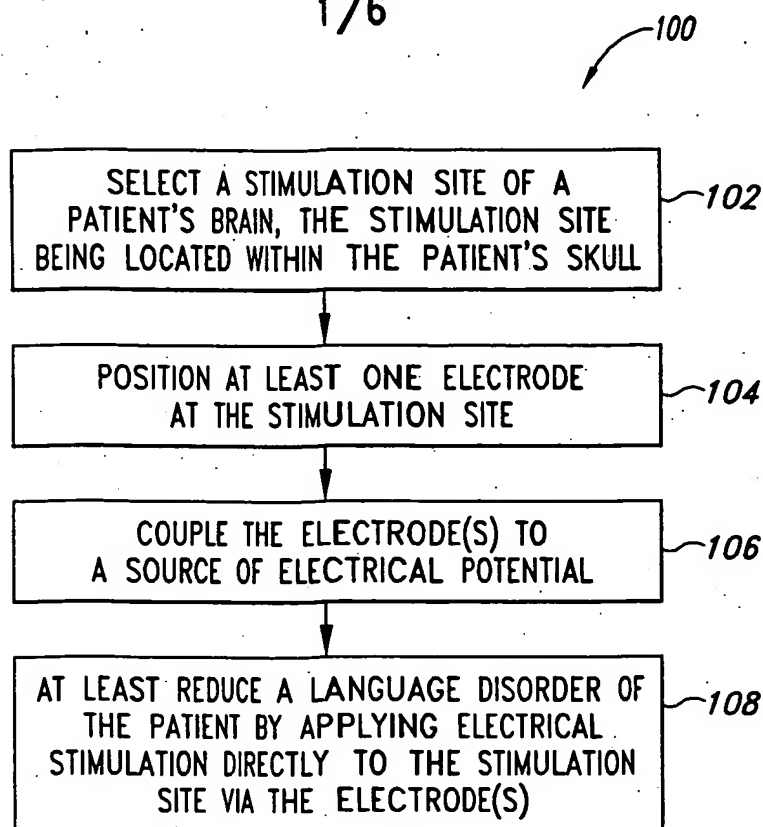 1/6
100
SELECT A STIMULATION SITE OF A
PATIENT'S BRAIN, THE STIMULATION SITE
BEING LOCATED WITHIN THE PATIENT'S SKULL
102
POSITION AT LEAST ONE ELECTRODE
AT THE STIMULATION SITE
104
COUPLE THE ELECTRODE(S) TO
A SOURCE OF ELECTRICAL POTENTIAL
106
AT LEAST REDUCE A LANGUAGE DISORDER OF
THE PATIENT BY APPLYING ELECTRICAL
STIMULATION DIRECTLY TO THE STIMULATION
SITE VIA THE ELECTRODE(S)
108